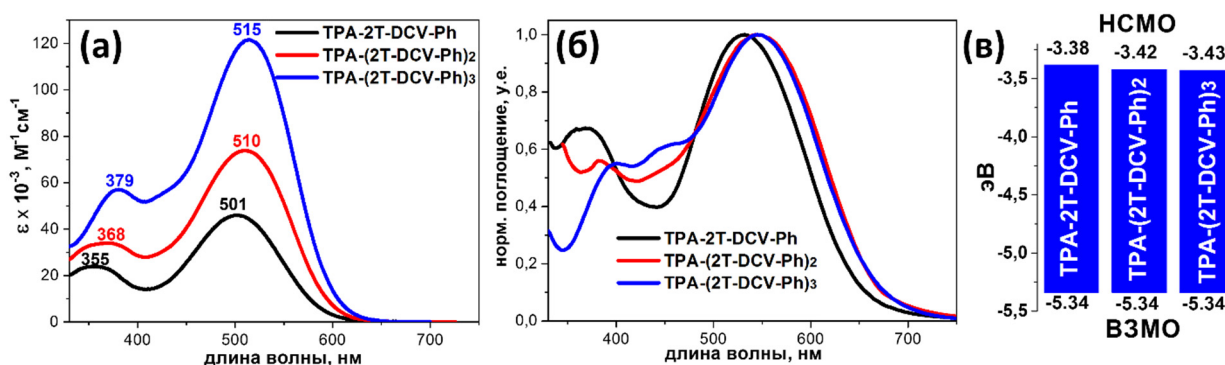 (а)
ε x 10⁻³, М⁻¹см⁻¹
120
100
80
60
40
20
0
400
500
600
700
длина волны, нм
515
510
501
379
368
355
TPA-2T-DCV-Ph
TPA-(2T-DCV-Ph)₂
TPA-(2T-DCV-Ph)₃
(б)
норм. поглощение, у.е.
1,0
0,8
0,6
0,4
0,2
0,0
400
500
600
700
длина волны, нм
TPA-2T-DCV-Ph
TPA-(2T-DCV-Ph)₂
TPA-(2T-DCV-Ph)₃
(в)
НСМО
-3.38
-3.42
-3.43
эВ
-3,5
-4,0
-4,5
-5,0
-5,5
TPA-2T-DCV-Ph
TPA-(2T-DCV-Ph)2
TPA-(2T-DCV-Ph)3
-5.34
-5.34
-5.34
ВЗМО